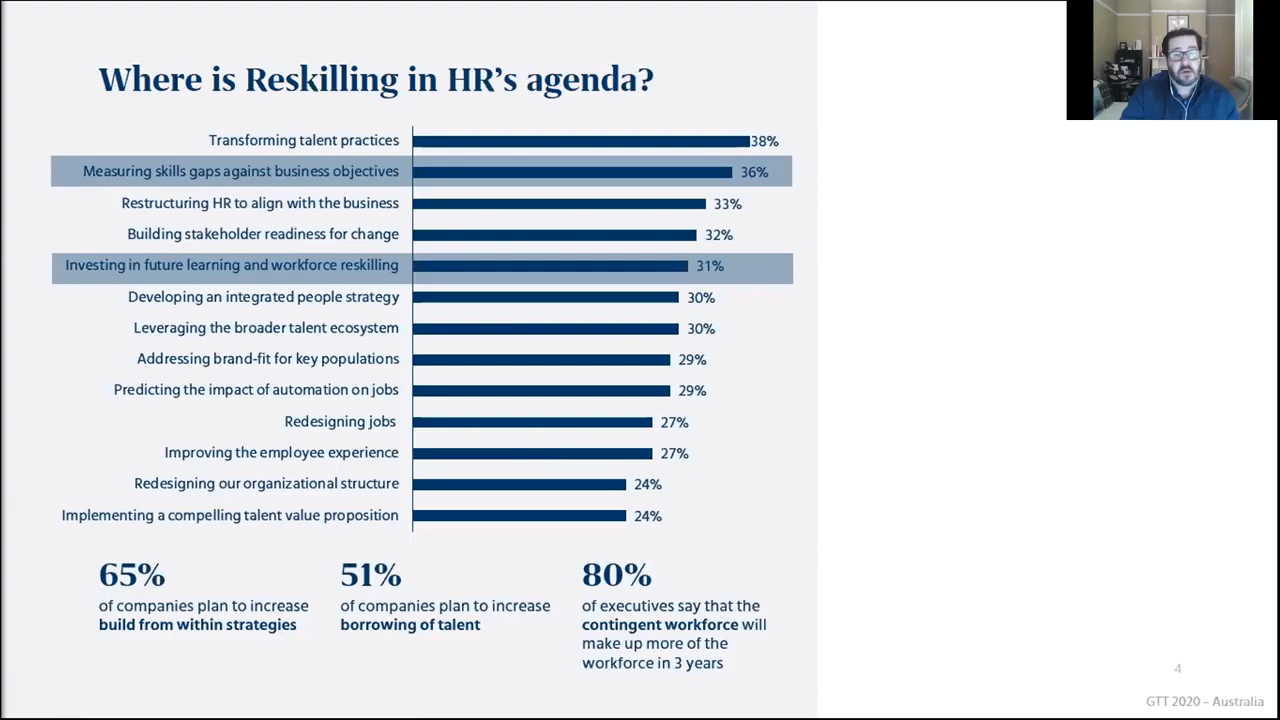 Where is Reskilling in HR's agenda?
Transforming talent practices 38%
Measuring skills gaps against business objectives 36%
Restructuring HR to align with the business 33%
Building stakeholder readiness for change 32%
Investing in future learning and workforce reskilling 31%
Developing an integrated people strategy 30%
Leveraging the broader talent ecosystem 30%
Addressing brand-fit for key populations 29%
Predicting the impact of automation on jobs 29%
Redesigning jobs 27%
Improving the employee experience 27%
Redesigning our organizational structure 24%
Implementing a compelling talent value proposition 24%
65%
of companies plan to increase
build from within strategies
51%
of companies plan to increase
borrowing of talent
80%
of executives say that the
contingent workforce will
make up more of the
workforce in 3 years
4
GTT 2020 – Australia